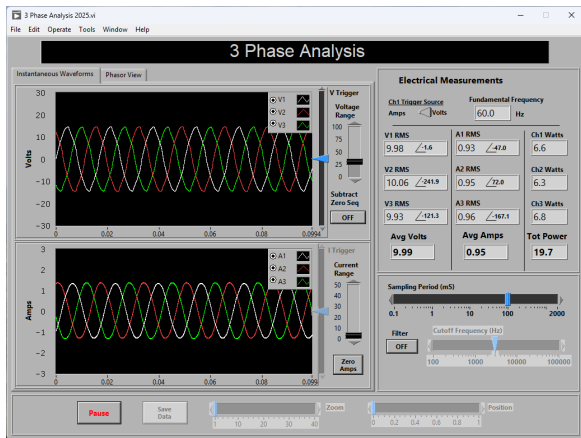 3 Phase Analysis 2025.vi
File Edit Operate Tools Window Help
3 Phase Analysis
Instantaneous Waveforms Phasor View
30
20
10
0
−10
−20
−30
Volts
0 0.02 0.04 0.06 0.08 0.0994
V1
V2
V3
V Trigger
Voltage
Range
100
75
50
25
0
Subtract
Zero Seq
OFF
3
2
1
0
−1
−2
−3
Amps
0 0.02 0.04 0.06 0.08 0.099
A1
A2
A3
I Trigger
Current
Range
50
40
30
20
10
0
Zero
Amps
Electrical Measurements
Ch1 Trigger Source
Amps Volts
Fundamental Frequency
60.0 Hz
V1 RMS A1 RMS Ch1 Watts
9.98 ∠-1.6 0.93 ∠-47.0 6.6
V2 RMS A2 RMS Ch2 Watts
10.06 ∠-241.9 0.95 ∠72.0 6.3
V3 RMS A3 RMS Ch3 Watts
9.93 ∠-121.3 0.96 ∠-167.1 6.8
Avg Volts Avg Amps Tot Power
9.99 0.95 19.7
Sampling Period (mS)
0.1 1 10 100 2000
Filter
OFF
Cutoff Frequency (Hz)
100 1000 10000 100000
Pause
Save
Data
Zoom
1 10 20 30 40
Position
0 0.2 0.4 0.6 0.8 1